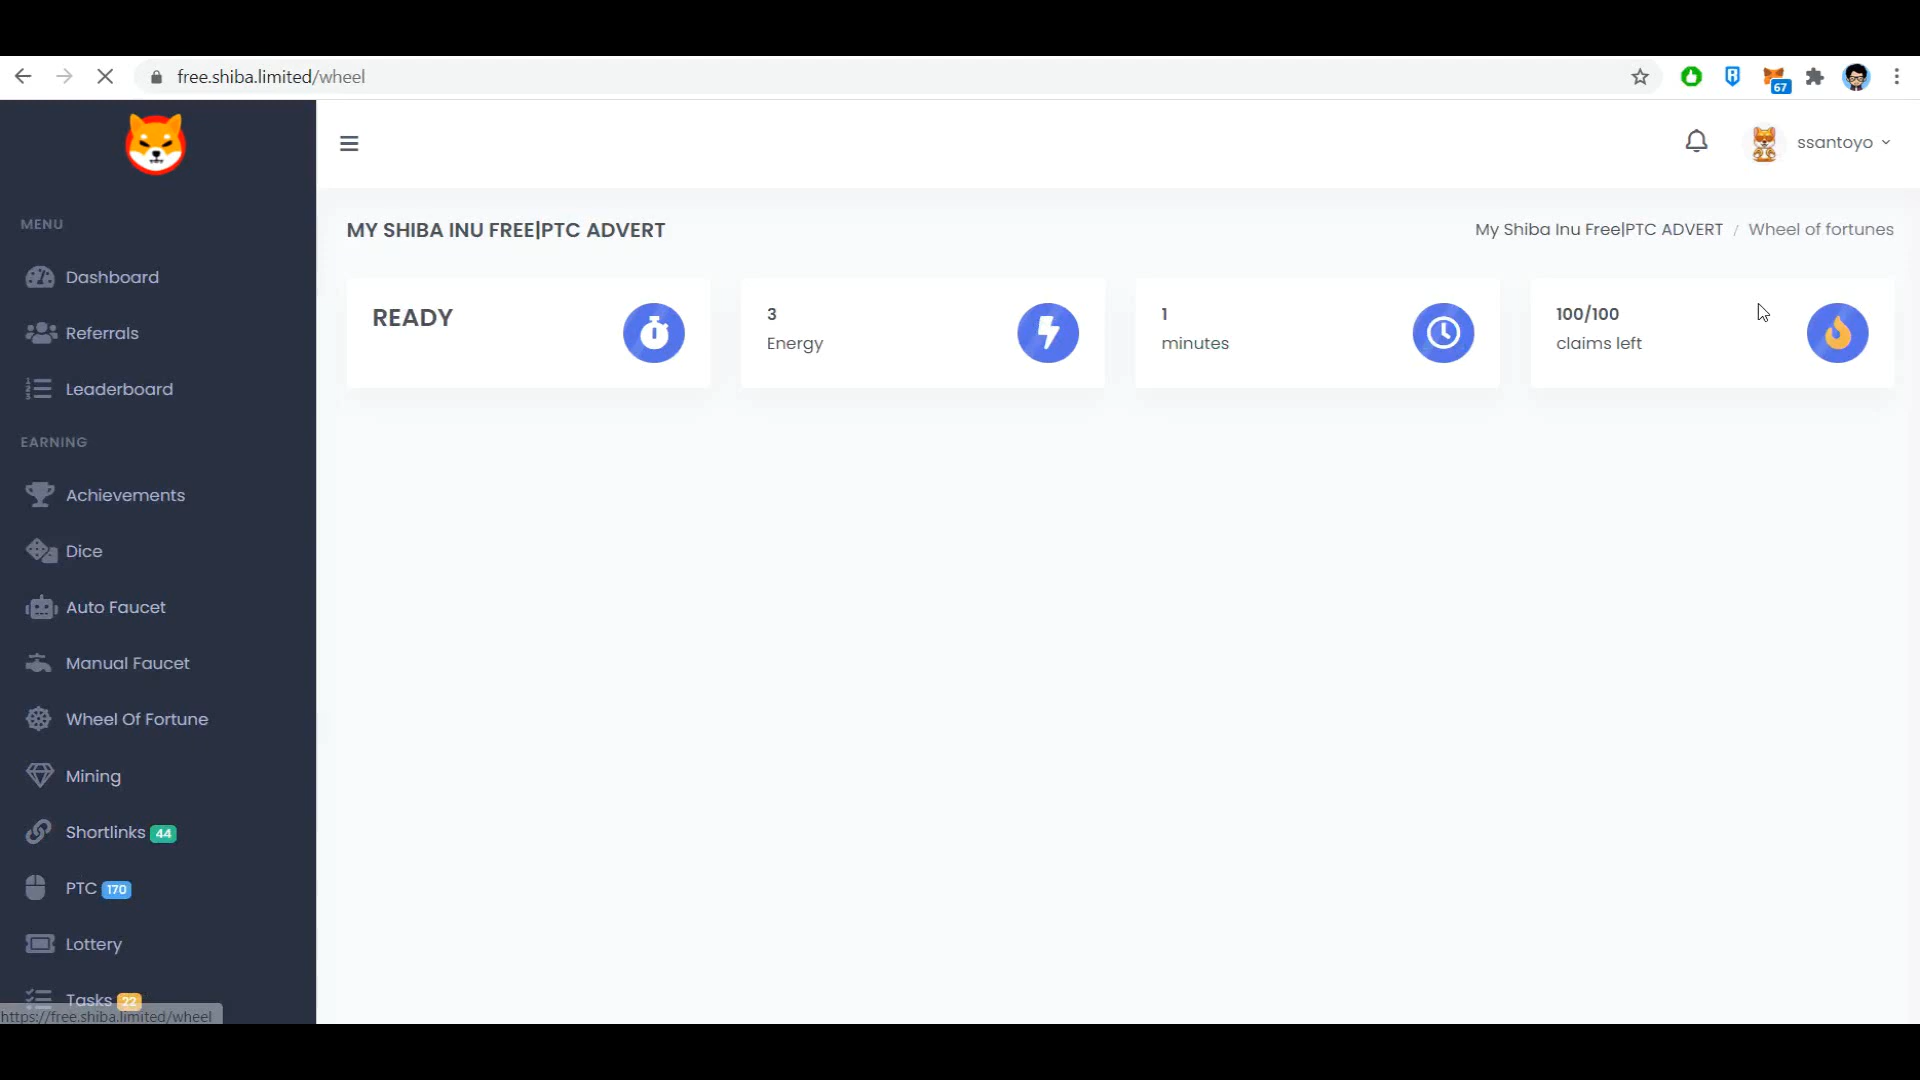 free.shiba.limited/wheel
67
ssantoyo
MENU
Dashboard
Referrals
Leaderboard
EARNING
Achievements
Dice
Auto Faucet
Manual Faucet
Wheel Of Fortune
Mining
Shortlinks 44
PTC 170
Lottery
Tasks 22
https://free.shiba.limited/wheel
MY SHIBA INU FREE|PTC ADVERT
My Shiba Inu Free|PTC ADVERT / Wheel of fortunes
READY
3
Energy
1
minutes
100/100
claims left